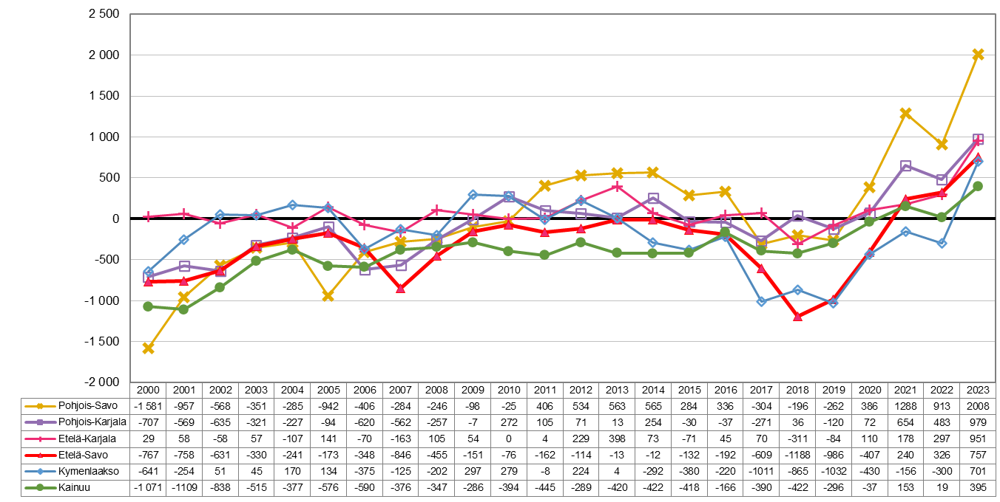 2 500
2 000
1 500
1 000
500
0
-500
-1 000
-1 500
-2 000
2000 2001 2002 2003 2004 2005 2006 2007 2008 2009 2010 2011 2012 2013 2014 2015 2016 2017 2018 2019 2020 2021 2022 2023
Pohjois-Savo -1 581 -957 -568 -351 -285 -942 -406 -284 -246 -98 -25 406 534 563 565 284 336 -304 -196 -262 386 1288 913 2008
Pohjois-Karjala -707 -569 -635 -321 -227 -94 -620 -562 -257 -7 272 105 71 13 254 -30 -37 -271 36 -120 72 654 483 979
Etelä-Karjala 29 58 -58 57 -107 141 -70 -163 105 54 0 4 229 398 73 -71 45 70 -311 -84 110 178 297 951
Etelä-Savo -767 -758 -631 -330 -241 -173 -348 -846 -455 -151 -76 -162 -114 -13 -12 -132 -192 -609 -1188 -986 -407 240 326 757
Kymenlaakso -641 -254 51 45 170 134 -375 -125 -202 297 279 -8 224 4 -292 -380 -220 -1011 -865 -1032 -430 -156 -300 701
Kainuu -1 071 -1109 -838 -515 -377 -576 -590 -376 -347 -286 -394 -445 -289 -420 -422 -418 -166 -390 -422 -296 -37 153 19 395